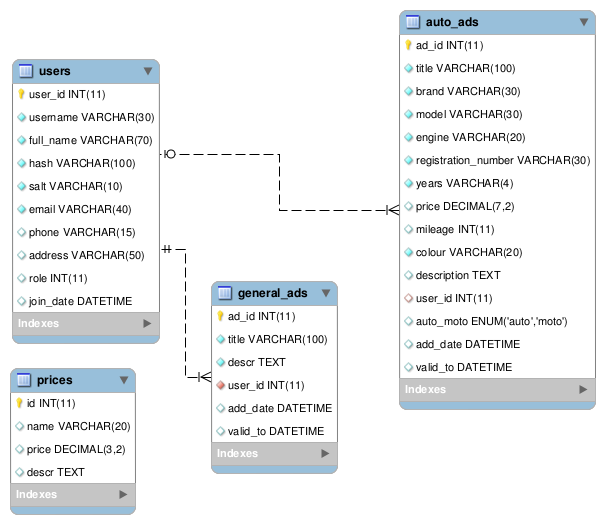 users
user_id INT(11)
username VARCHAR(30)
full_name VARCHAR(70)
hash VARCHAR(100)
salt VARCHAR(10)
email VARCHAR(40)
phone VARCHAR(15)
address VARCHAR(50)
role INT(11)
join_date DATETIME
Indexes
auto_ads
ad_id INT(11)
title VARCHAR(100)
brand VARCHAR(30)
model VARCHAR(30)
engine VARCHAR(20)
registration_number VARCHAR(30)
years VARCHAR(4)
price DECIMAL(7,2)
mileage INT(11)
colour VARCHAR(20)
description TEXT
user_id INT(11)
auto_moto ENUM('auto','moto')
add_date DATETIME
valid_to DATETIME
Indexes
general_ads
ad_id INT(11)
title VARCHAR(100)
descr TEXT
user_id INT(11)
add_date DATETIME
valid_to DATETIME
Indexes
prices
id INT(11)
name VARCHAR(20)
price DECIMAL(3,2)
descr TEXT
Indexes